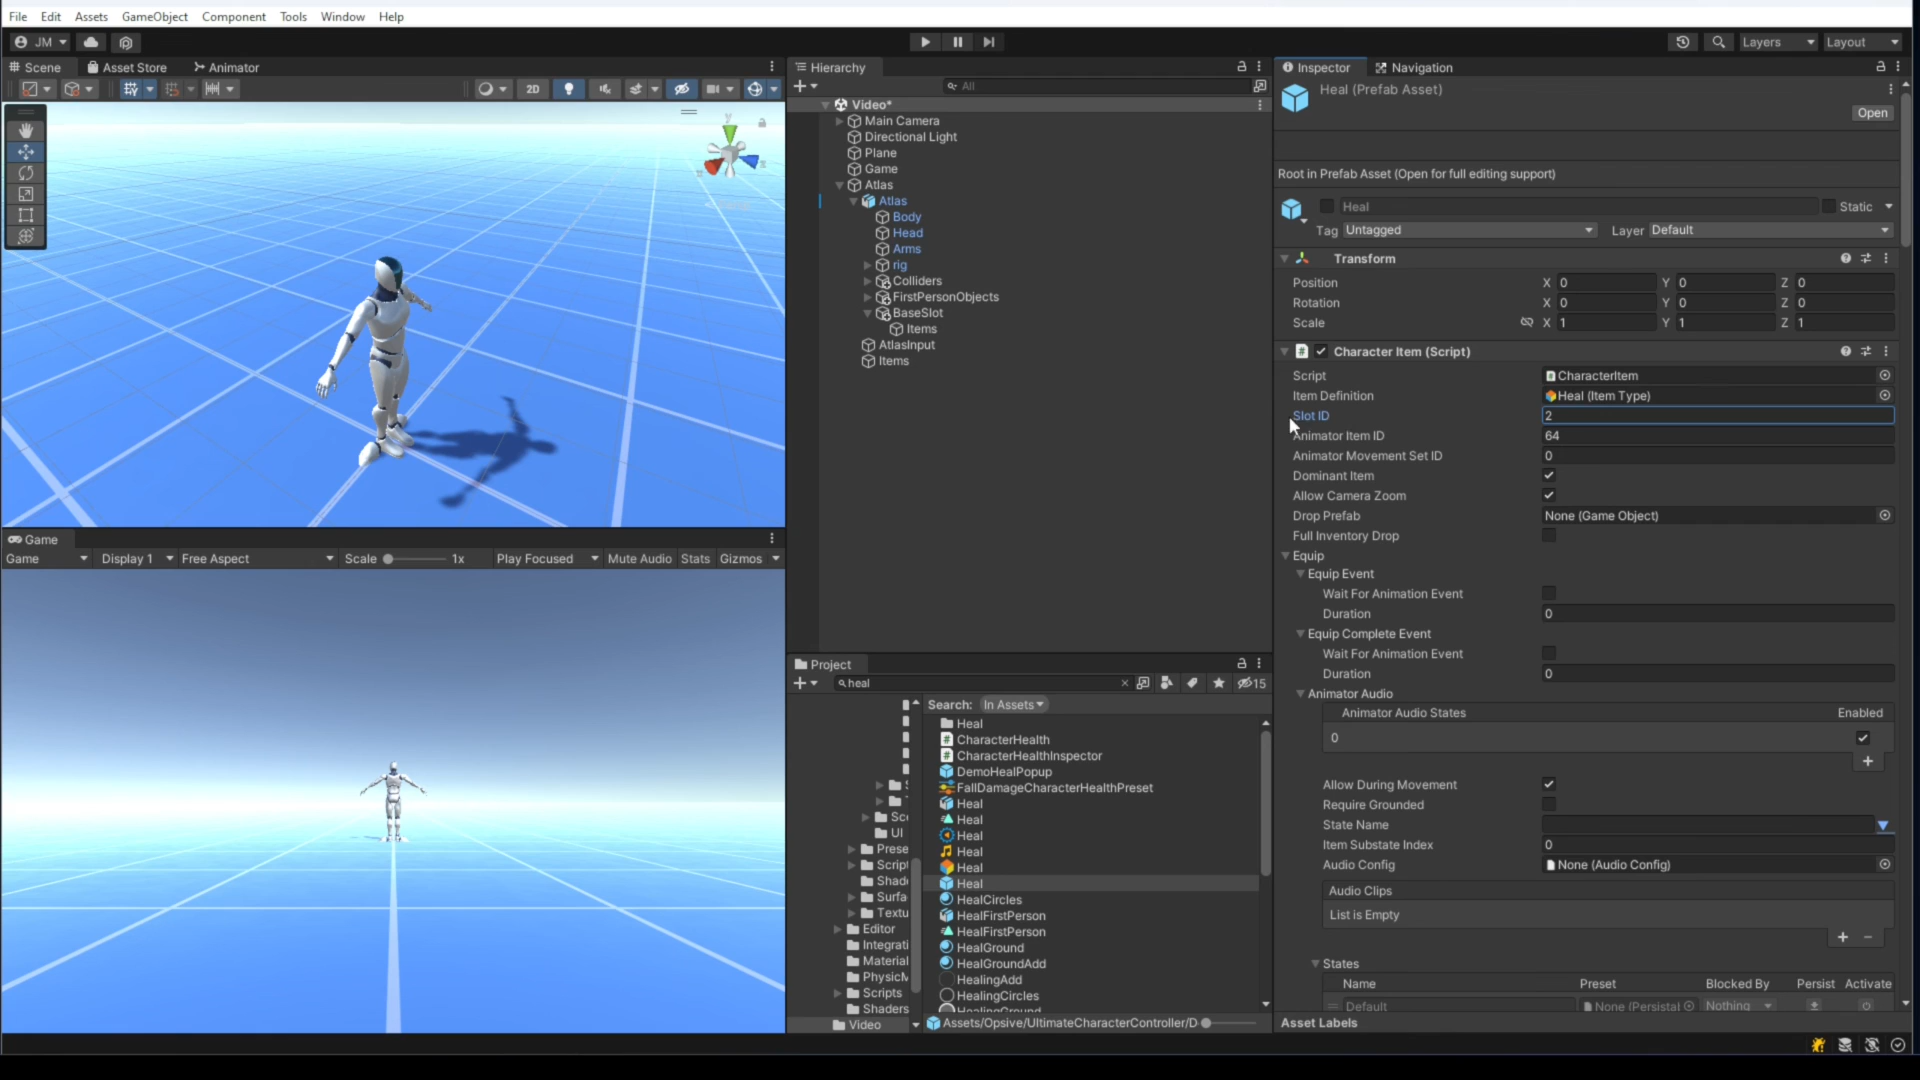 File Edit Assets GameObject Component Tools Window Help
JM
Layers
Layout
Scene
Asset Store
Animator
2D
y
x
z
Game
Game
Display 1
Free Aspect
Scale
1x
Play Focused
Mute Audio
Stats
Gizmos
Hierarchy
All
Video*
Main Camera
Directional Light
Plane
Game
Atlas
Atlas
Body
Head
Arms
rig
Colliders
FirstPersonObjects
BaseSlot
Items
AtlasInput
Items
Project
heal
15
Sce
UI
Prese
Script
Shade
Surfa
Textu
Editor
Integrati
Material
PhysicM
Scripts
Shaders
Video
Search: In Assets
Heal
CharacterHealth
CharacterHealthInspector
DemoHealPopup
FallDamageCharacterHealthPreset
Heal
Heal
Heal
Heal
Heal
Heal
HealCircles
HealFirstPerson
HealFirstPerson
HealGround
HealGroundAdd
HealingAdd
HealingCircles
HealingGround
Assets/Opsive/UltimateCharacterController/D
Inspector
Navigation
Heal (Prefab Asset)
Open
Root in Prefab Asset (Open for full editing support)
Heal
Static
Tag Untagged
Layer Default
Transform
Position X 0 Y 0 Z 0
Rotation X 0 Y 0 Z 0
Scale X 1 Y 1 Z 1
# Character Item (Script)
Script CharacterItem
Item Definition Heal (Item Type)
Slot ID 2
Animator Item ID 64
Animator Movement Set ID 0
Dominant Item
Allow Camera Zoom
Drop Prefab None (Game Object)
Full Inventory Drop
Equip
Equip Event
Wait For Animation Event
Duration 0
Equip Complete Event
Wait For Animation Event
Duration 0
Animator Audio
Animator Audio States Enabled
0
Allow During Movement
Require Grounded
State Name
Item Substate Index 0
Audio Config None (Audio Config)
Audio Clips
List is Empty
States
Name Preset Blocked By Persist Activate
Default None (Persistal Nothing
Asset Labels